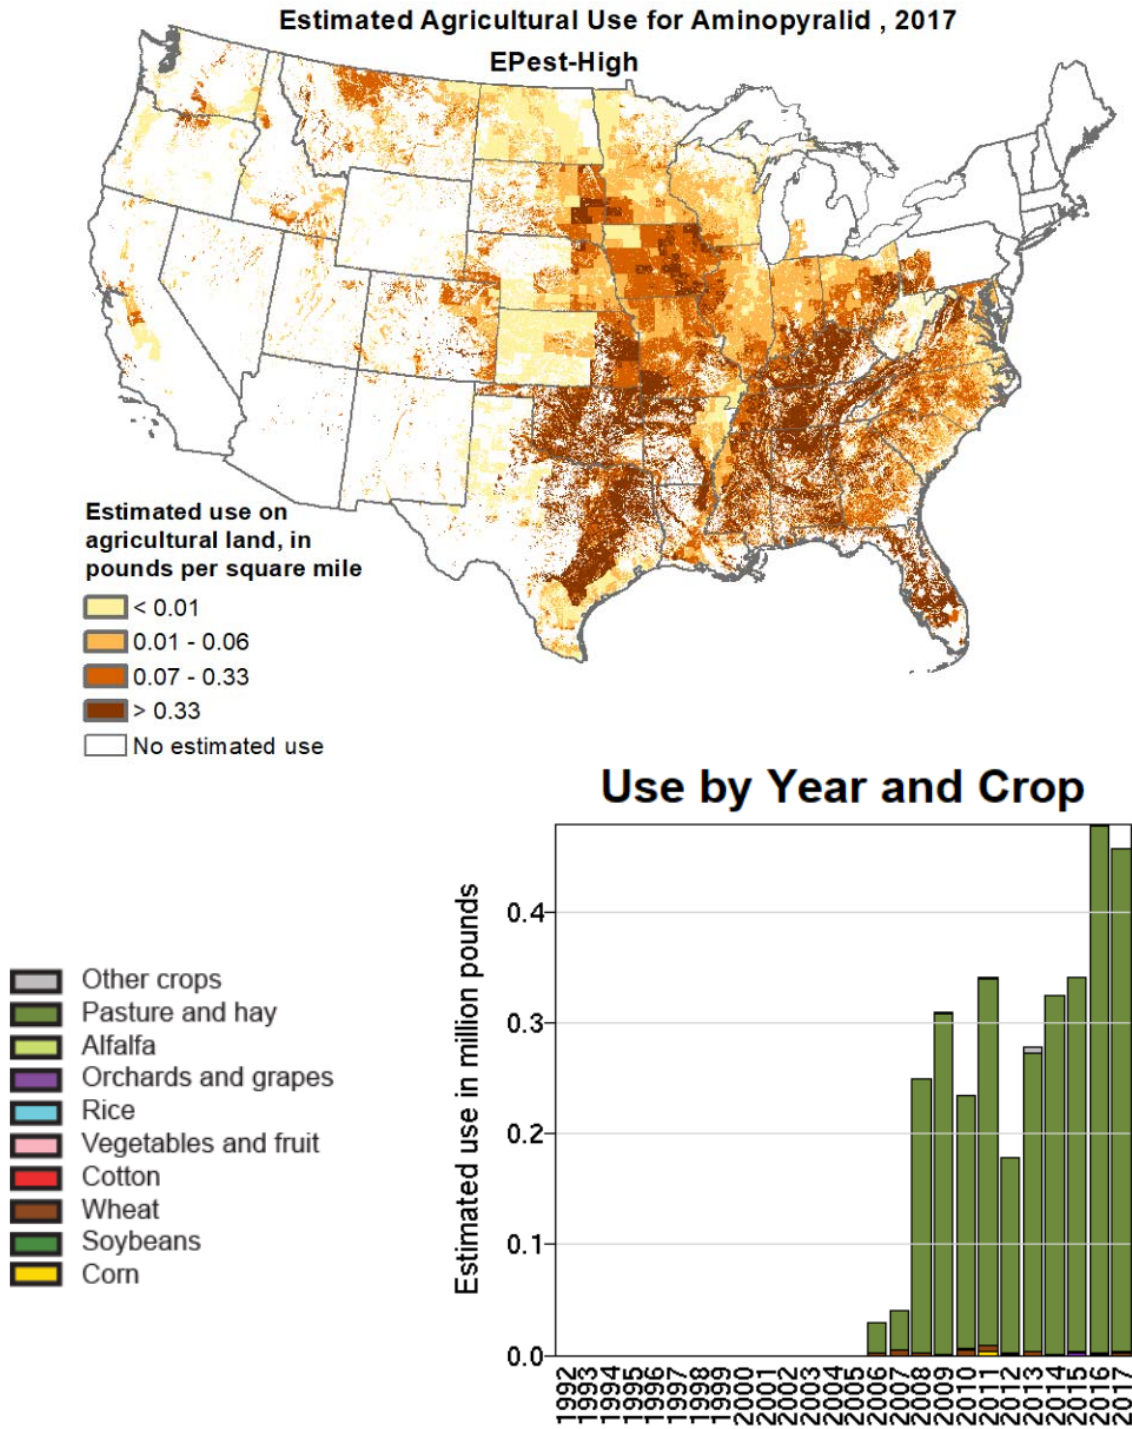 Estimated Agricultural Use for Aminopyralid , 2017
EPest-High
Estimated use on
agricultural land, in
pounds per square mile
< 0.01
0.01 - 0.06
0.07 - 0.33
> 0.33
No estimated use
Use by Year and Crop
Other crops
Pasture and hay
Alfalfa
Orchards and grapes
Rice
Vegetables and fruit
Cotton
Wheat
Soybeans
Corn
Estimated use in million pounds
0.4
0.3
0.2
0.1
0.0
1992
1993
1994
1995
1996
1997
1998
1999
2000
2001
2002
2003
2004
2005
2006
2007
2008
2009
2010
2011
2012
2013
2014
2015
2016
2017